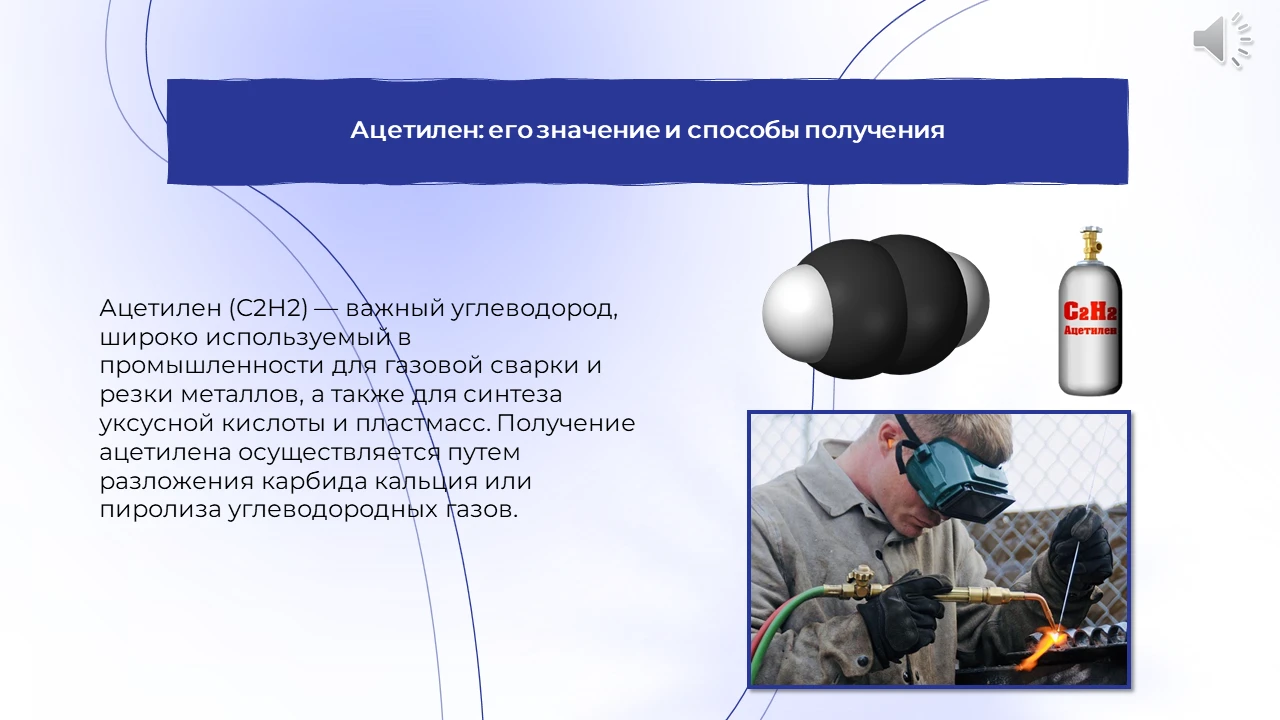 Ацетилен: его значение и способы получения
Ацетилен (C2H2) — важный углеводород,
широко используемый в
промышленности для газовой сварки и
резки металлов, а также для синтеза
уксусной кислоты и пластмасс. Получение
ацетилена осуществляется путем
разложения карбида кальция или
пиролиза углеводородных газов.
C2H2
Ацетилен